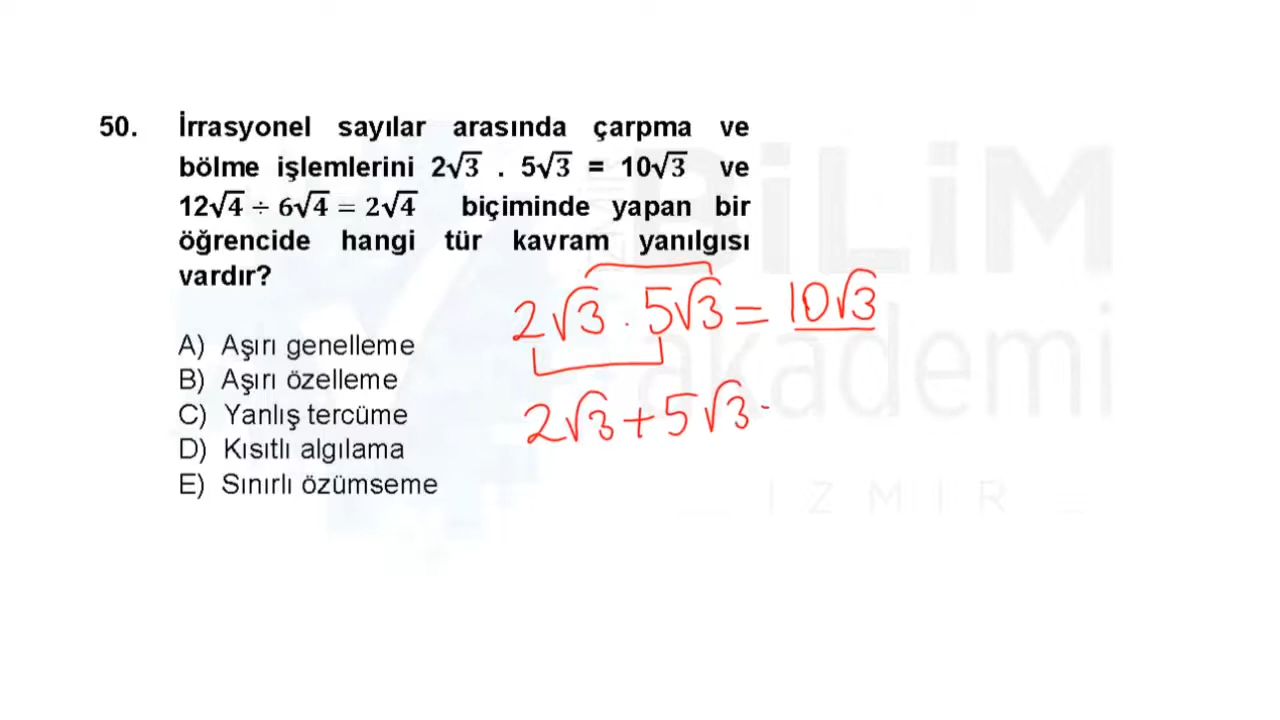 50. İrrasyonel sayılar arasında çarpma ve
bölme işlemlerini 2√3 . 5√3 = 10√3 ve
12√4 ÷ 6√4 = 2√4 biçiminde yapan bir
öğrencide hangi tür kavram yanılgısı
vardır?
2√3 . 5√3 = 10√3
A) Aşırı genelleme
B) Aşırı özelleme
C) Yanlış tercüme
2√3 + 5√3
D) Kısıtlı algılama
E) Sınırlı özümseme
BiLiM
akademi
İZMİR